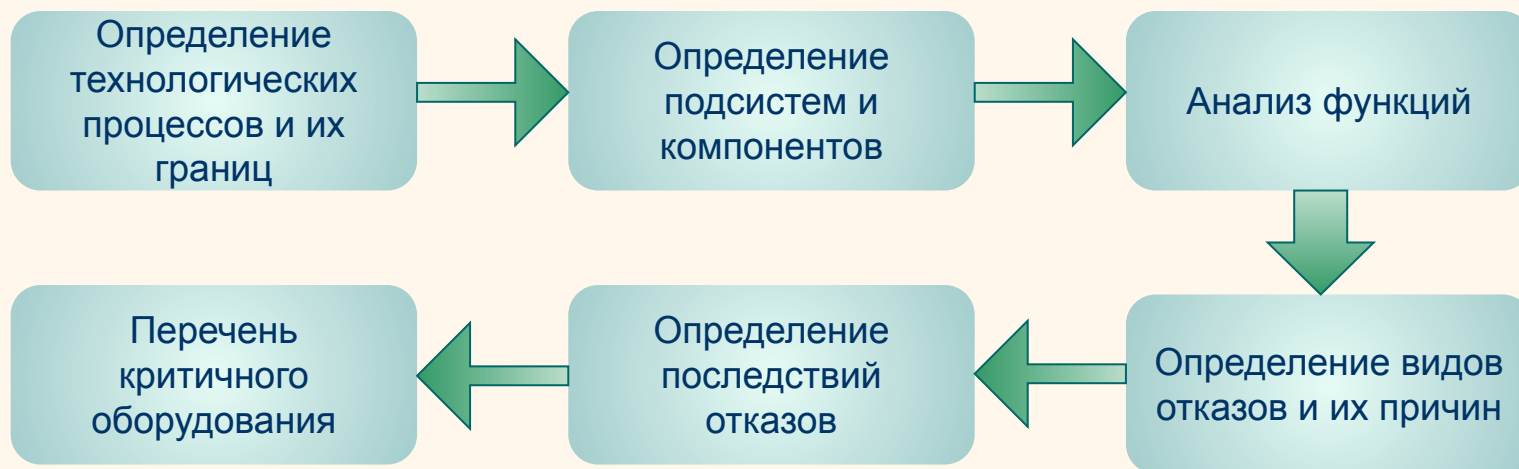 Определение
технологических
процессов и их
границ
Определение
подсистем и
компонентов
Анализ функций
Определение видов
отказов и их причин
Определение
последствий
отказов
Перечень
критичного
оборудования